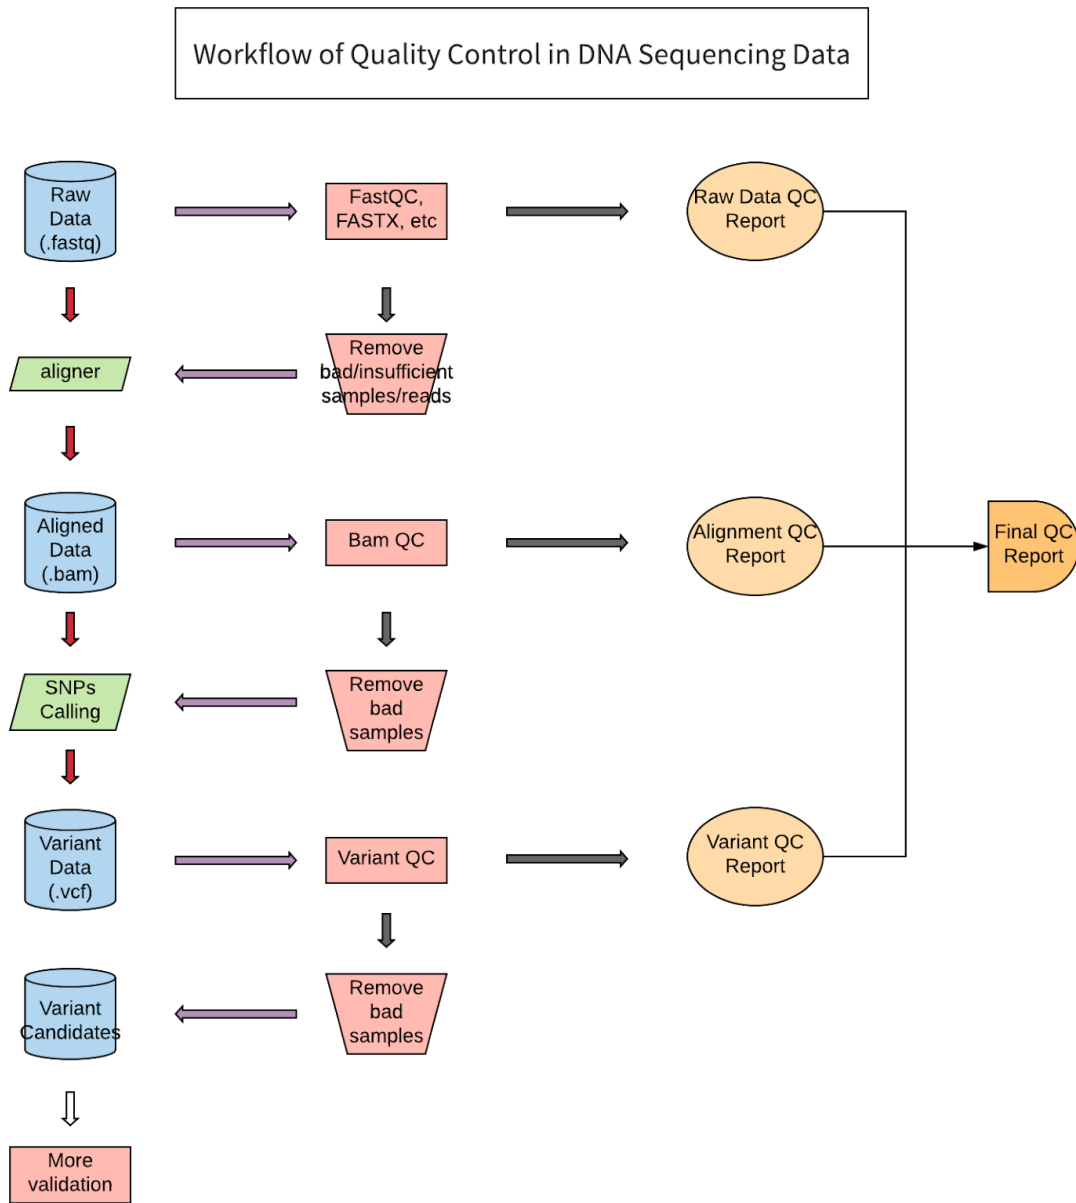 Workflow of Quality Control in DNA Sequencing Data
Raw
Data
(.fastq)
FastQC,
FASTX, etc
Raw Data QC
Report
aligner
Remove
bad/insufficient
samples/reads
Aligned
Data
(.bam)
Bam QC
Alignment QC
Report
Final QC
Report
SNPs
Calling
Remove
bad
samples
Variant
Data
(.vcf)
Variant QC
Variant QC
Report
Variant
Candidates
Remove
bad
samples
More
validation